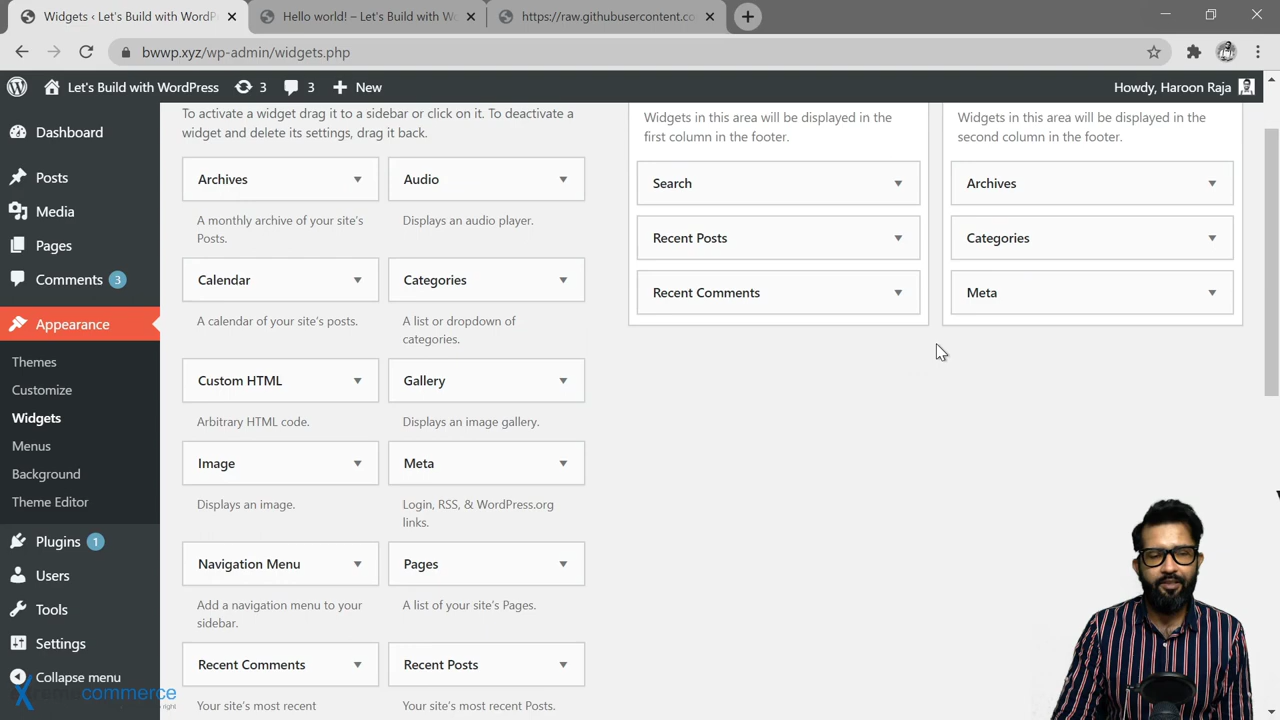 Widgets ‹ Let's Build with WordP
Hello world! – Let's Build with Wo
https://raw.githubusercontent.co
bwwp.xyz/wp-admin/widgets.php
Let's Build with WordPress
3
3
New
Howdy, Haroon Raja
Dashboard
Posts
Media
Pages
Comments 3
Appearance
Themes
Customize
Widgets
Menus
Background
Theme Editor
Plugins 1
Users
Tools
Settings
Collapse menu
commerce
To activate a widget drag it to a sidebar or click on it. To deactivate a
widget and delete its settings, drag it back.
Archives
A monthly archive of your site's
Posts.
Audio
Displays an audio player.
Calendar
A calendar of your site's posts.
Categories
A list or dropdown of
categories.
Custom HTML
Arbitrary HTML code.
Gallery
Displays an image gallery.
Image
Displays an image.
Meta
Login, RSS, & WordPress.org
links.
Navigation Menu
Add a navigation menu to your
sidebar.
Pages
A list of your site's Pages.
Recent Comments
Your site's most recent
Recent Posts
Your site's most recent Posts.
Widgets in this area will be displayed in the
first column in the footer.
Search
Recent Posts
Recent Comments
Widgets in this area will be displayed in the
second column in the footer.
Archives
Categories
Meta